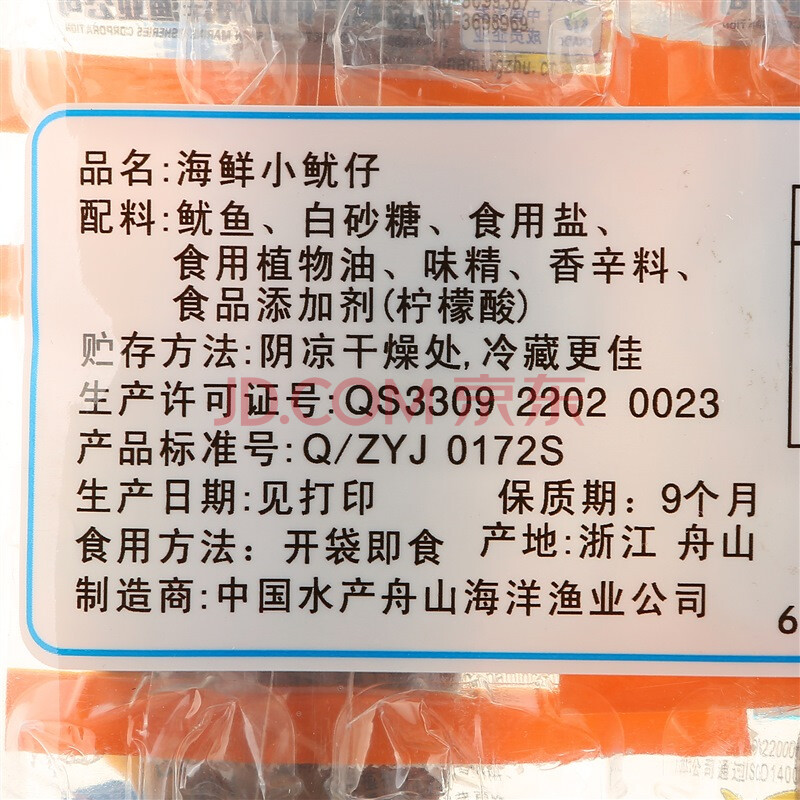 SHERIES CORPORATION
品名:海鲜小鱿仔
配料:鱿鱼、白砂糖、食用盐、
食用植物油、味精、香辛料、
食品添加剂(柠檬酸)
贮存方法:阴凉干燥处,冷藏更佳
生产许可证号:QS3309 2202 0023
JD.COM 京东
产品标准号:Q/ZYJ 0172S
生产日期:见打印 保质期：9个月
食用方法：开袋即食 产地:浙江 舟山
制造商:中国水产舟山海洋渔业公司
6